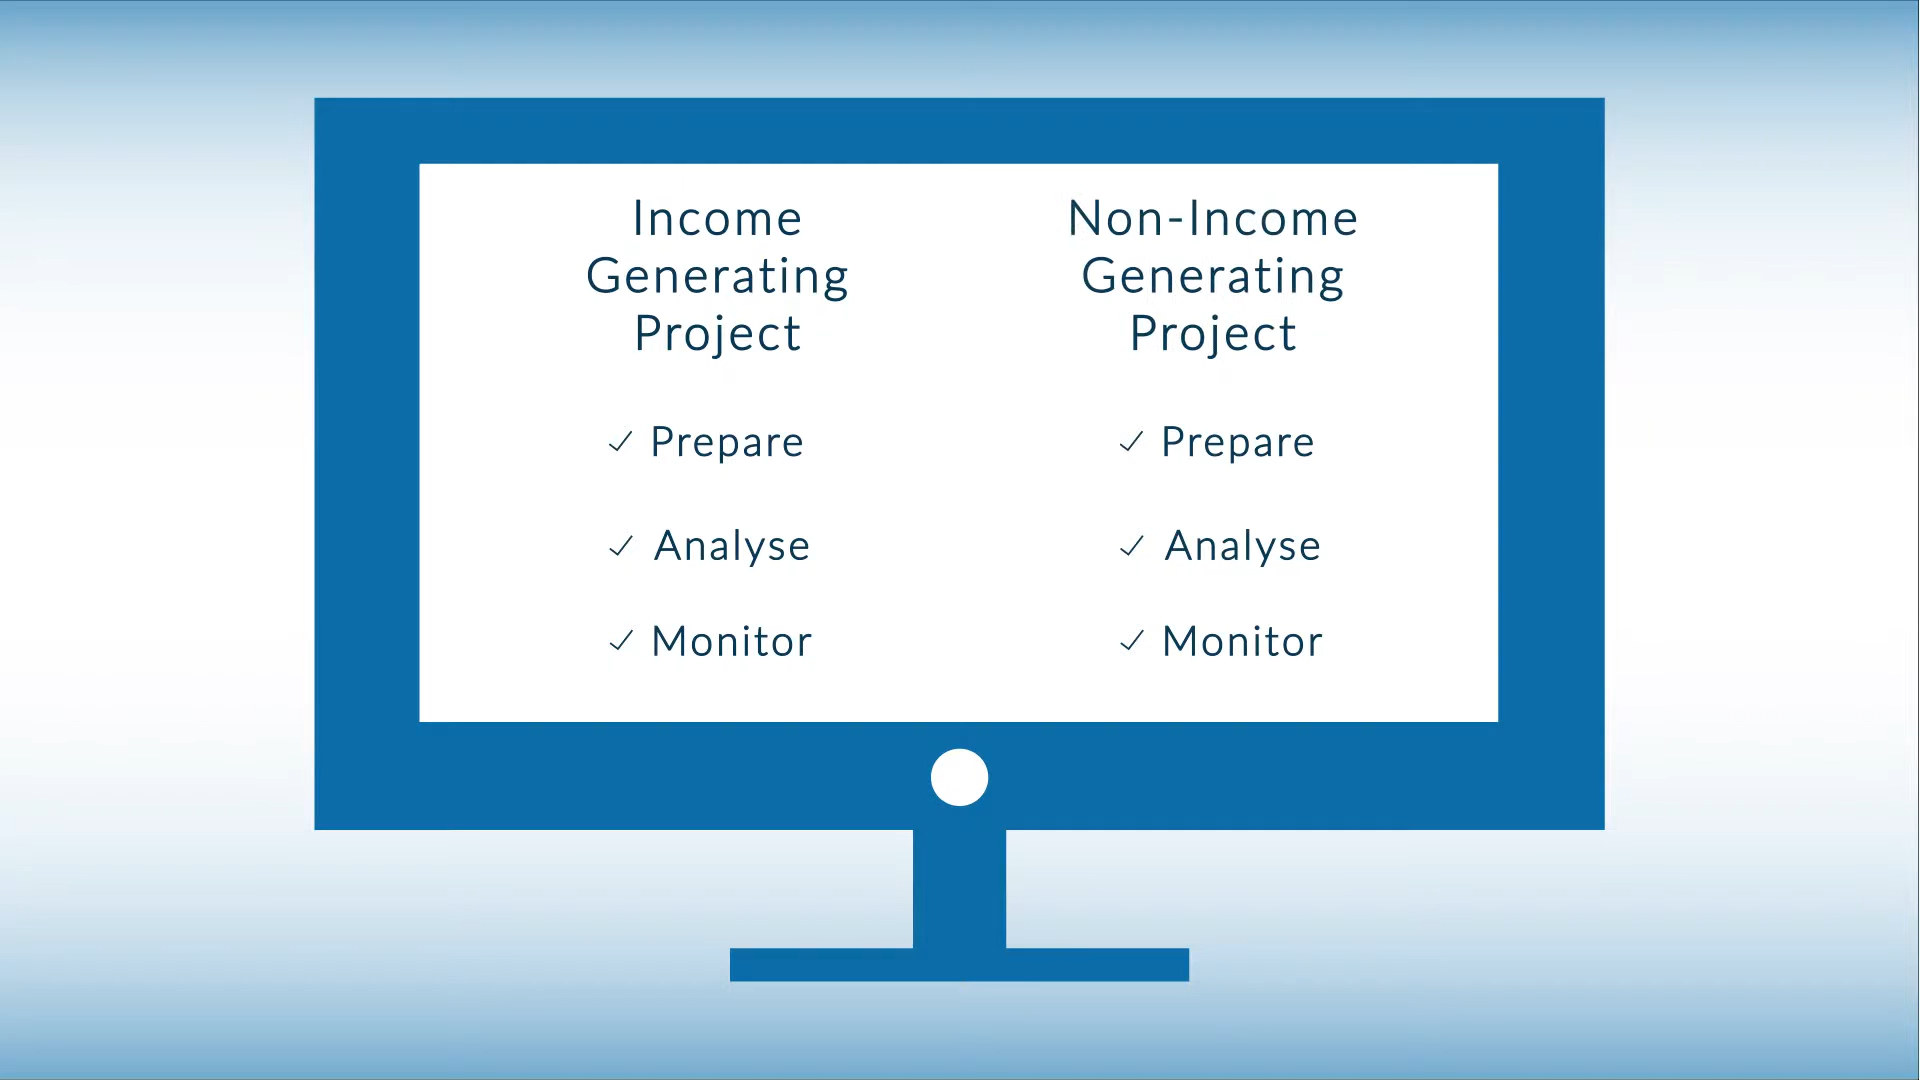 Income
Generating
Project
✓ Prepare
✓ Analyse
✓ Monitor
Non-Income
Generating
Project
✓ Prepare
✓ Analyse
✓ Monitor